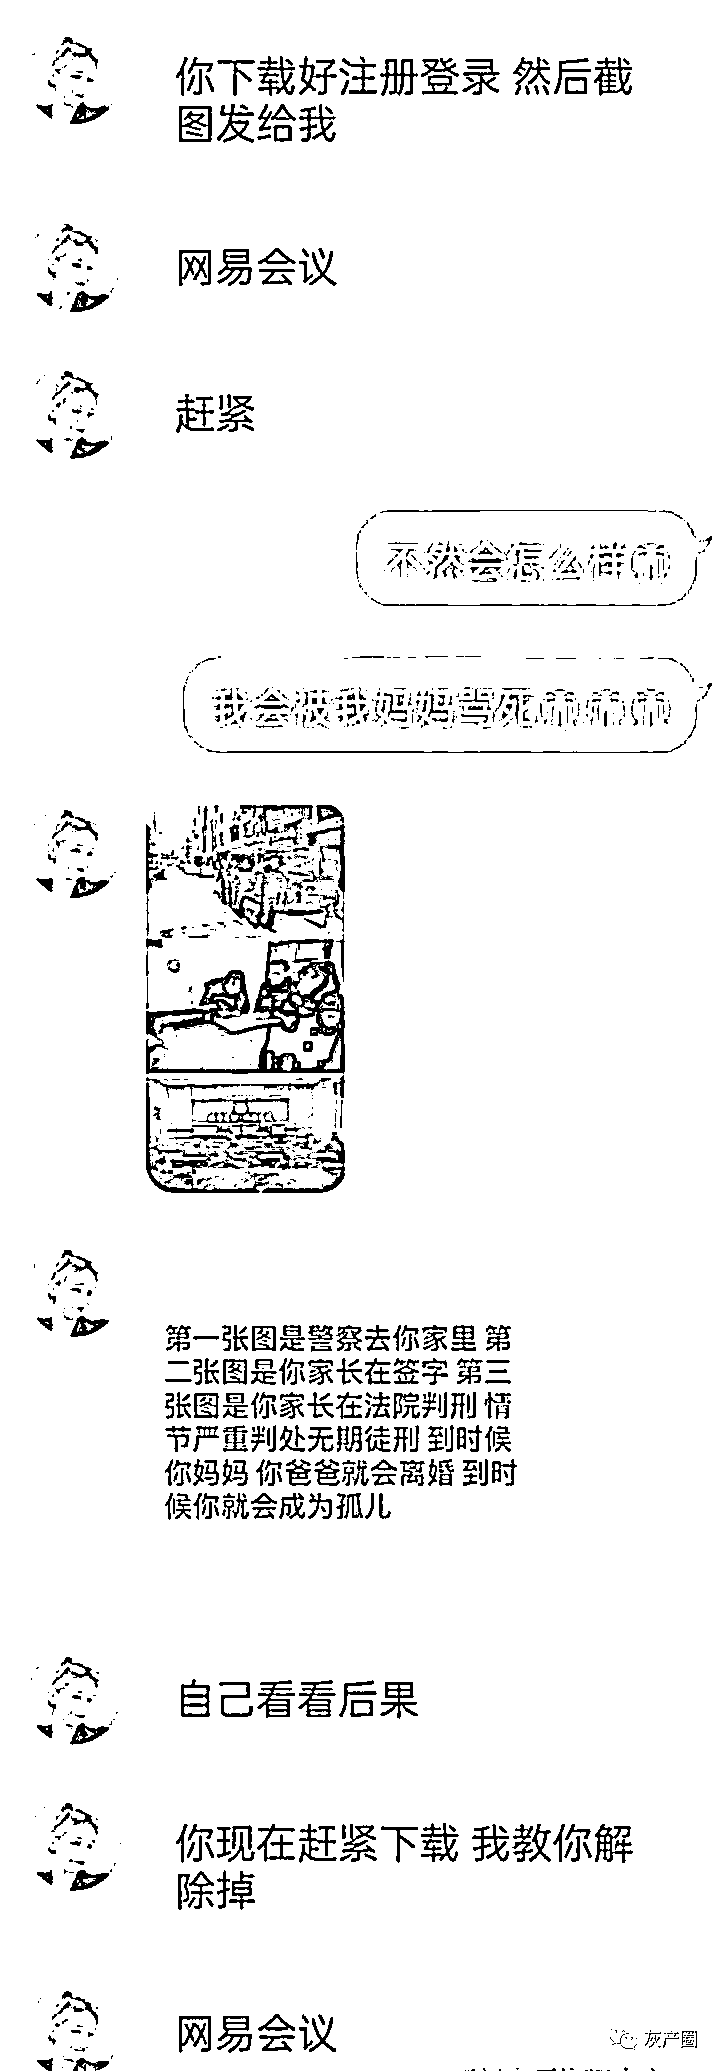 你下载好注册登录 然后截
图发给我
网易会议
赶紧
不然会怎么样
我会被我妈妈骂死
第一张图是警察去你家里 第
二张图是你家长在签字 第三
张图是你家长在法院判刑 情
节严重判处无期徒刑 到时候
你妈妈 你爸爸就会离婚 到时
候你就会成为孤儿
自己看看后果
你现在赶紧下载 我教你解
除掉
网易会议
灰产圈